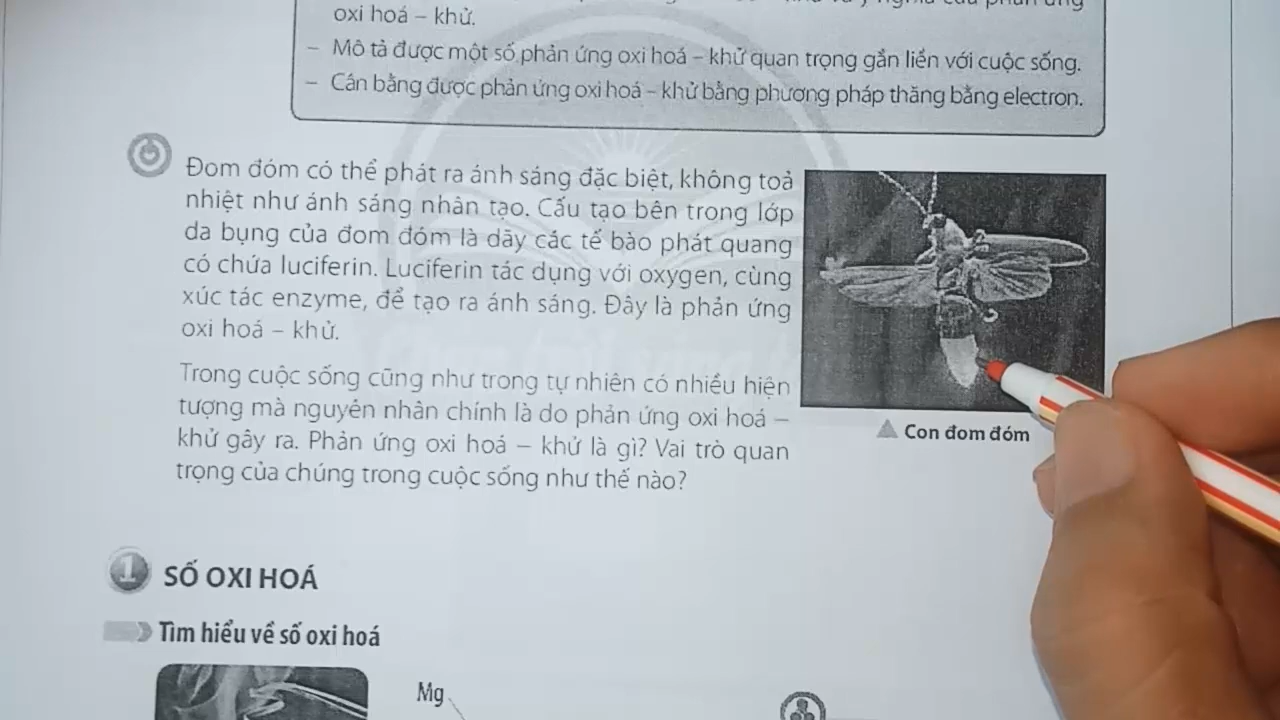 oxi hoá – khử.
– Mô tả được một số phản ứng oxi hoá – khử quan trọng gắn liền với cuộc sống.
– Cân bằng được phản ứng oxi hoá – khử bằng phương pháp thăng bằng electron.
Đom đóm có thể phát ra ánh sáng đặc biệt, không toả
nhiệt như ánh sáng nhân tạo. Cấu tạo bên trong lớp
da bụng của đom đóm là dãy các tế bào phát quang
có chứa luciferin. Luciferin tác dụng với oxygen, cùng
xúc tác enzyme, để tạo ra ánh sáng. Đây là phản ứng
oxi hoá – khử.
Trong cuộc sống cũng như trong tự nhiên có nhiều hiện
tượng mà nguyên nhân chính là do phản ứng oxi hoá –
khử gây ra. Phản ứng oxi hoá – khử là gì? Vai trò quan
trọng của chúng trong cuộc sống như thế nào?
Con đom đóm
1 SỐ OXI HOÁ
Tìm hiểu về số oxi hoá
Mg